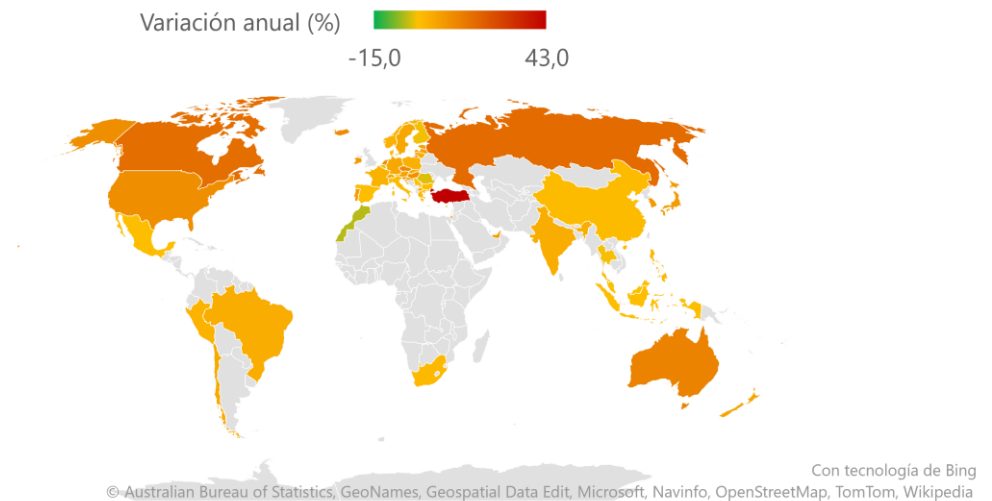 Variación anual (%)
-15,0 43,0
Con tecnología de Bing
© Australian Bureau of Statistics, GeoNames, Geospatial Data Edit, Microsoft, Navinfo, OpenStreetMap, TomTom, Wikipedia